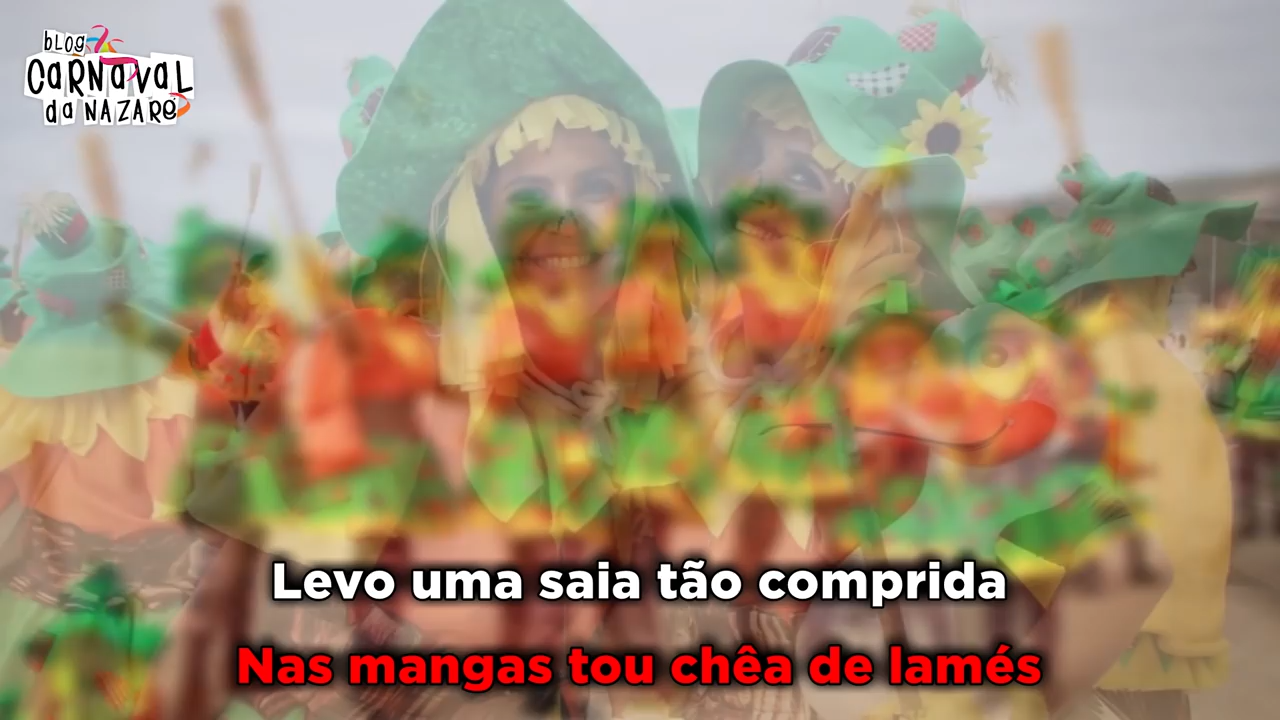 BLOG
CARNAVAL
da NAZARé
Levo uma saia tão comprida
Nas mangas tou chêa de lamés